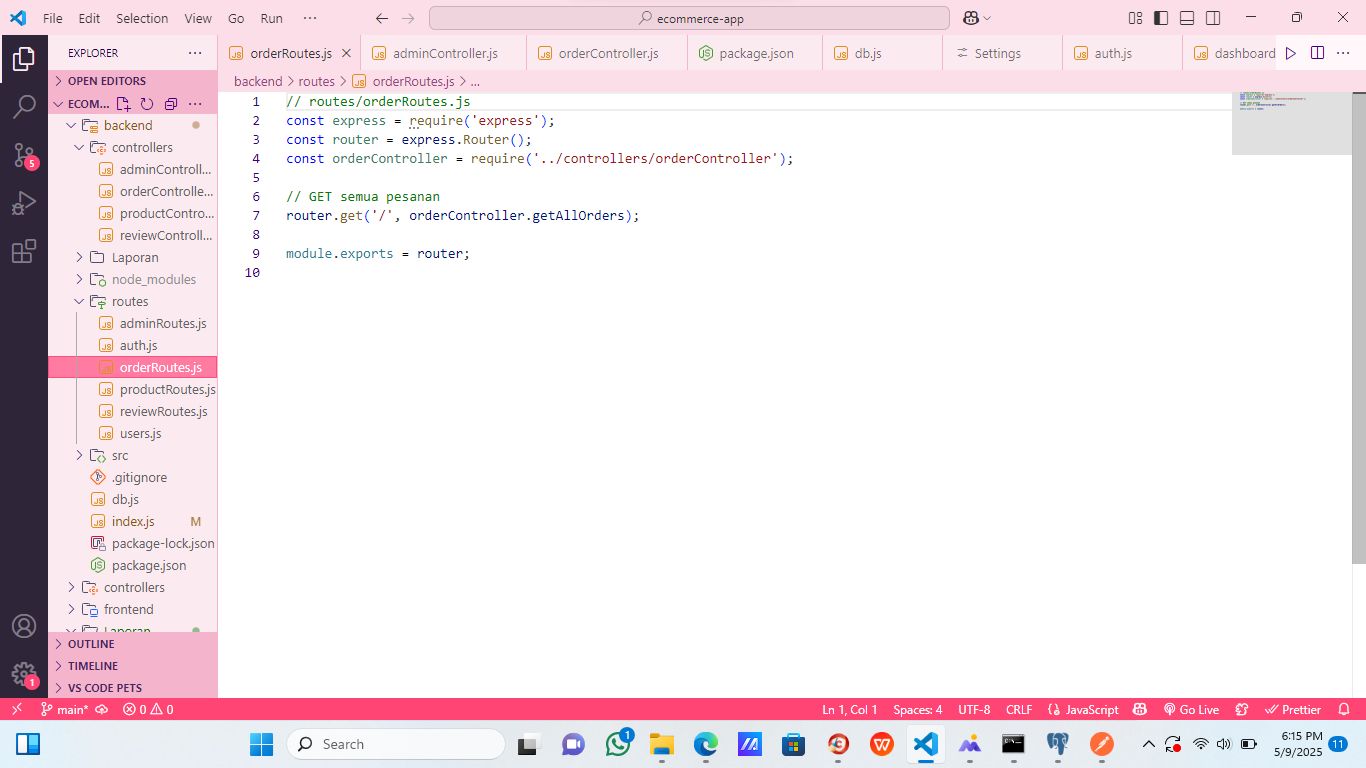 File Edit Selection View Go Run ...
ecommerce-app
EXPLORER
OPEN EDITORS
ECOM...
backend
controllers
adminControll...
orderControlle...
productContro...
reviewControll...
Laporan
node_modules
routes
adminRoutes.js
auth.js
orderRoutes.js
productRoutes.js
reviewRoutes.js
users.js
src
.gitignore
db.js
index.js M
package-lock.json
package.json
controllers
frontend
Laporan
OUTLINE
TIMELINE
VS CODE PETS
5
1
orderRoutes.js adminController.js orderController.js package.json db.js Settings auth.js dashboard
backend > routes > orderRoutes.js > ...
1 // routes/orderRoutes.js
2 const express = require('express');
3 const router = express.Router();
4 const orderController = require('../controllers/orderController');
5
6 // GET semua pesanan
7 router.get('/', orderController.getAllOrders);
8
9 module.exports = router;
10
main* 0 0 Ln 1, Col 1 Spaces: 4 UTF-8 CRLF {} JavaScript Go Live Prettier
Search
1
6:15 PM
5/9/2025
11